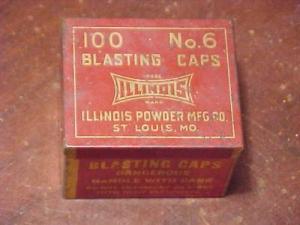 100 No. 6
BLASTING CAPS
TRADE
ILLINOIS
MARK
ILLINOIS POWDER MFG. CO.
ST. LOUIS, MO.
BLASTING CAPS
DANGEROUS
HANDLE WITH CARE